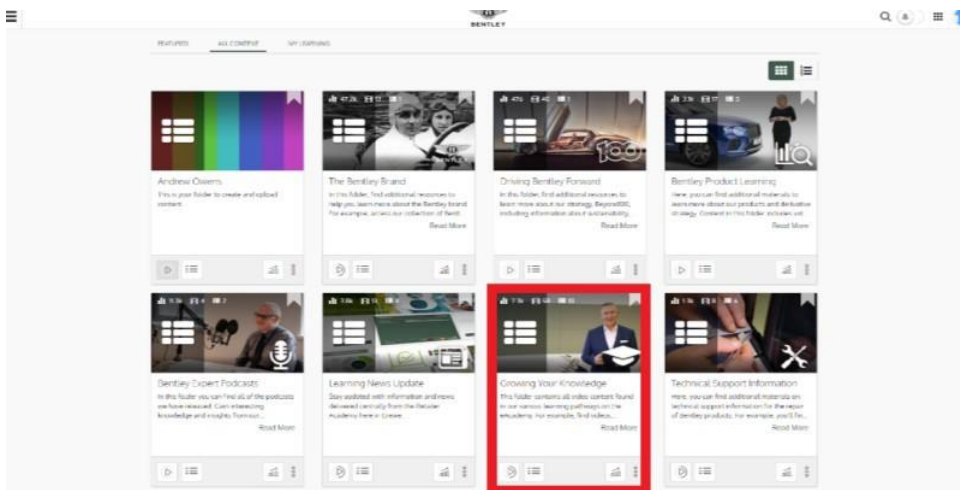 BENTLEY
FEATURED ALL CONTENT MY LEARNING
Andrew Owens
This is your folder to create and upload
content.
The Bentley Brand
In this folder, find additional resources to
help you learn more about the Bentley brand
For example, access our collection of Bentl
Read More
100
Driving Bentley Forward
In this folder, find additional resources to
learn more about our strategy, Beyond100,
including information about sustainability,
Read More
Bentley Product Learning
Here, you can find additional materials to
learn more about our products and derivative
strategy. Content in this folder includes
Read More
Bentley Expert Podcasts
In this folder you can find all of the podcasts
we have released. Gain interesting
knowledge and insights from our
Read More
Learning News Update
Stay updated with information and news
delivered centrally from the Retailer
Academy here in Crewe.
Growing Your Knowledge
This folder contains all video content found
in our various learning pathways on the
eAcademy. For example, find videos
Read More
Technical Support Information
Here, you can find additional materials on
technical support information for the repair
of Bentley products. For example, you'll fin
Read More